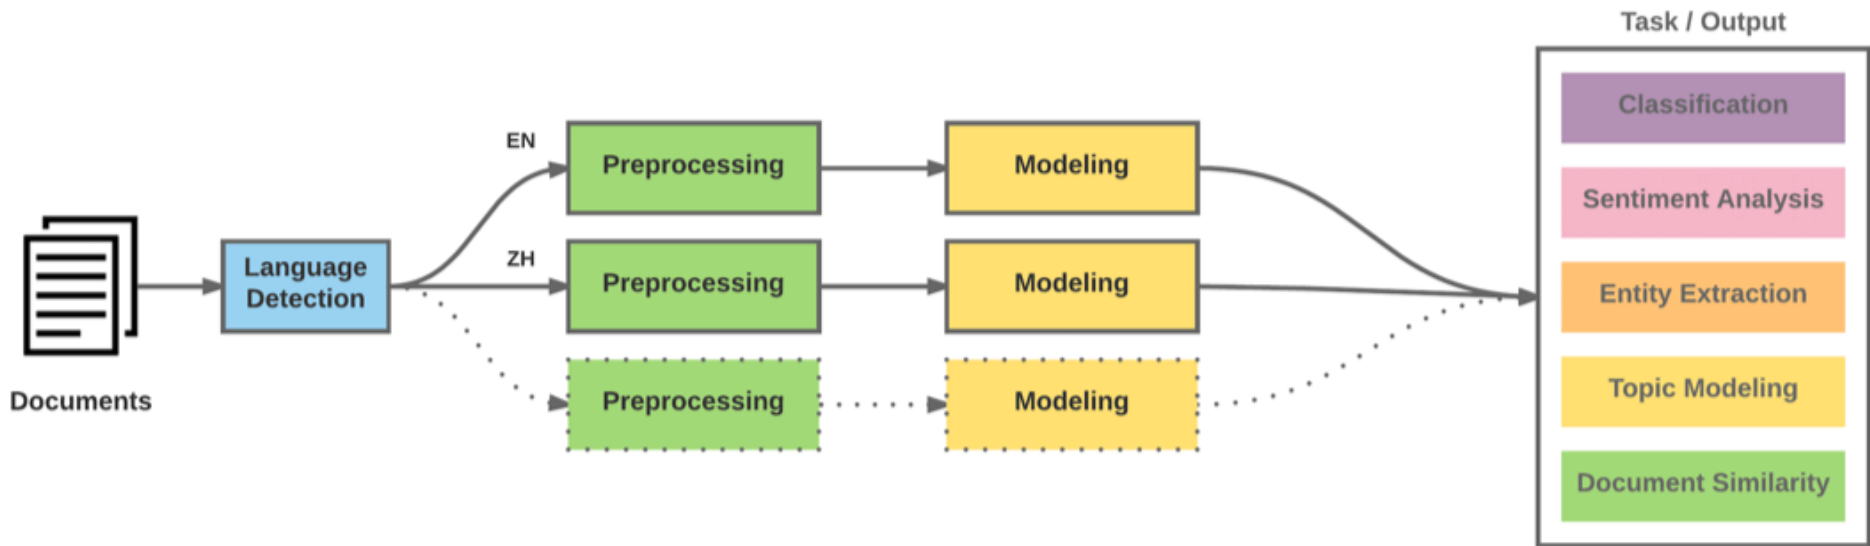 Task / Output
Classification
EN
Preprocessing
Modeling
Sentiment Analysis
ZH
Language
Detection
Preprocessing
Modeling
Entity Extraction
Documents
Preprocessing
Modeling
Topic Modeling
Document Similarity